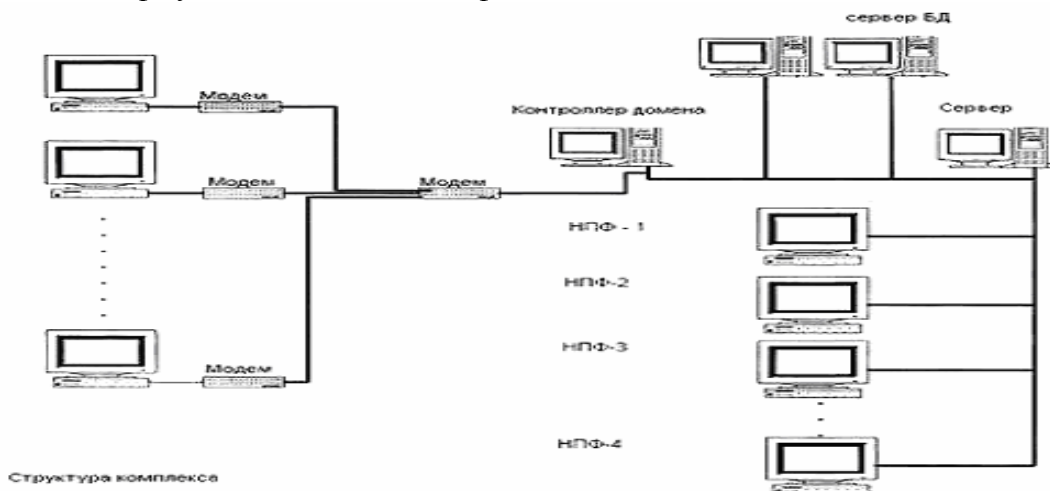 сервер БД
Модем
Контроллер домена
Сервер
Модем
Модем
НПФ - 1
НПФ-2
НПФ-3
Модем
НПФ-4
Структура комплекса